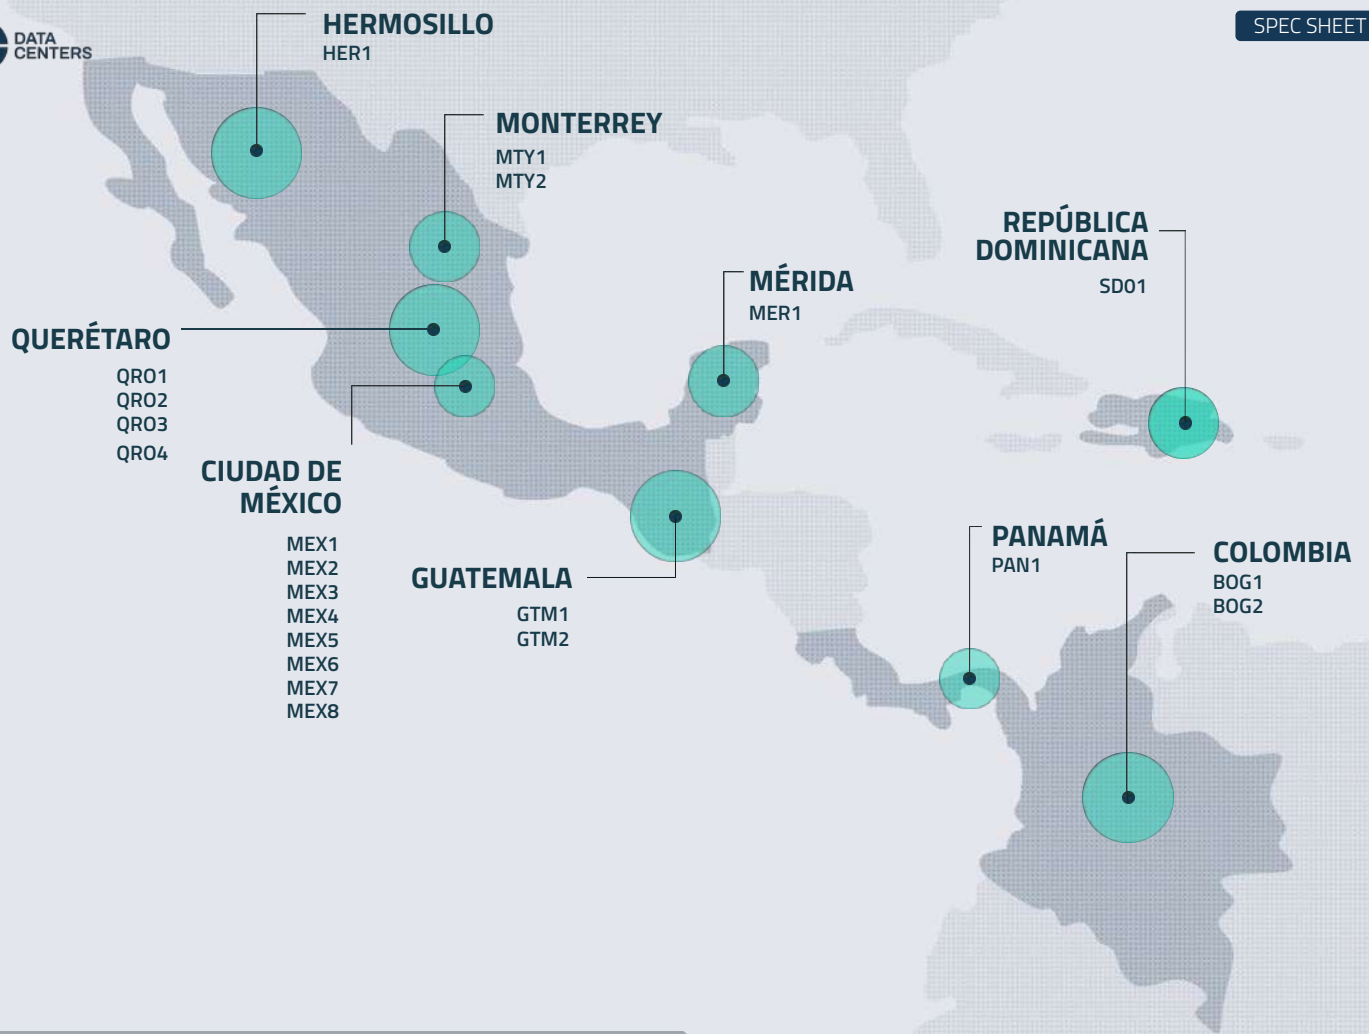 DATA
CENTERS
SPEC SHEET
HERMOSILLO
HER1
MONTERREY
MTY1
MTY2
REPÚBLICA
DOMINICANA
SDO1
MÉRIDA
MER1
QUERÉTARO
QRO1
QRO2
QRO3
QRO4
CIUDAD DE
MÉXICO
MEX1
MEX2
MEX3
MEX4
MEX5
MEX6
MEX7
MEX8
GUATEMALA
GTM1
GTM2
PANAMÁ
PAN1
COLOMBIA
BOG1
BOG2